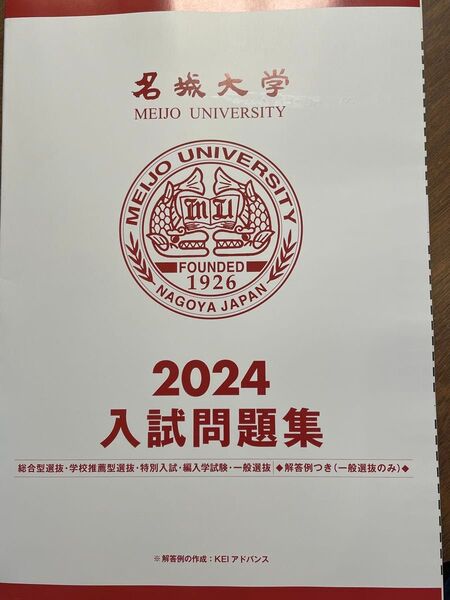 名城大学
MEIJO UNIVERSITY
MEIJO UNIVERSITY
MU
FOUNDED
1926
NAGOYA JAPAN
2024
入試問題集
総合型選抜・学校推薦型選抜・特別入試・編入学試験・一般選抜 ◆解答例つき(一般選抜のみ)◆
※解答例の作成:KEIアドバンス